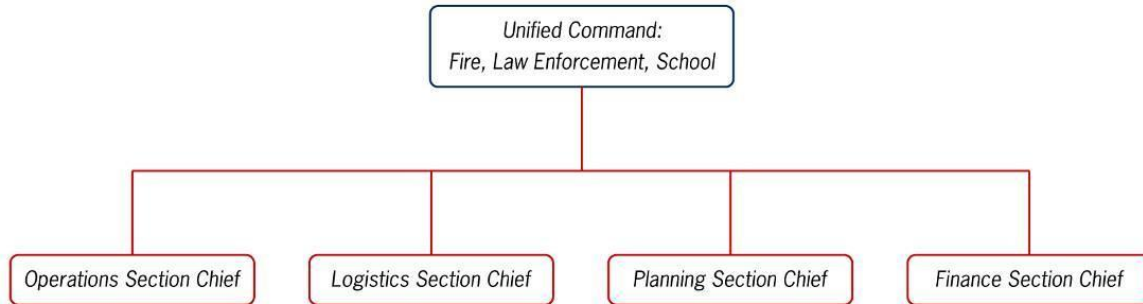 Unified Command:
Fire, Law Enforcement, School
Operations Section Chief
Logistics Section Chief
Planning Section Chief
Finance Section Chief